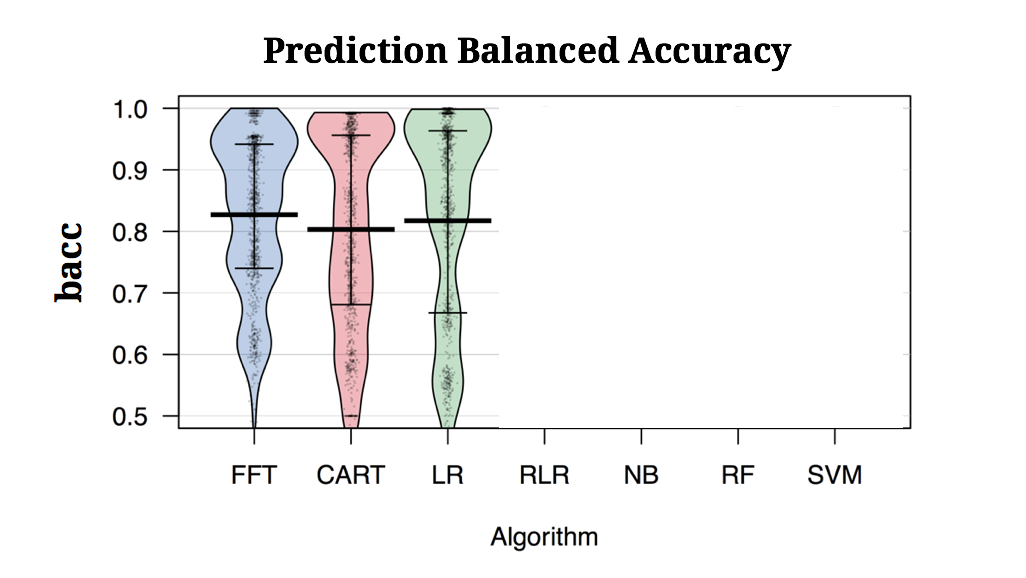 Prediction Balanced Accuracy
bacc
1.0
0.9
0.8
0.7
0.6
0.5
FFT CART LR RLR NB RF SVM
Algorithm